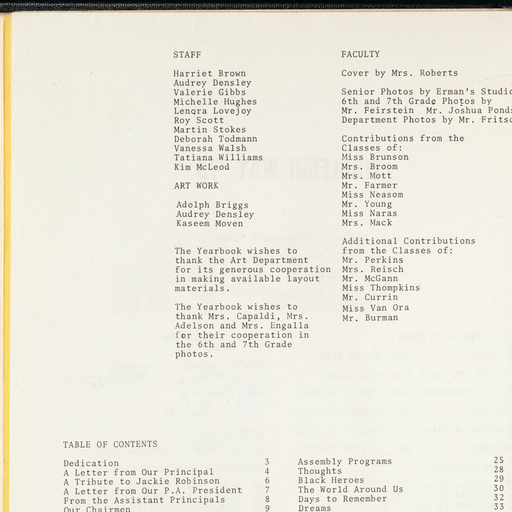 STAFF
Harriet Brown
Audrey Densley
Valerie Gibbs
Michelle Hughes
Lenora Lovejoy
Roy Scott
Martin Stokes
Deborah Todmann
Vanessa Walsh
Tatiana Williams
Kim McLeod
ART WORK
Adolph Briggs
Audrey Densley
Kaseem Moven
The Yearbook wishes to
thank the Art Department
for its generous cooperation
in making available layout
materials.
The Yearbook wishes to
thank Mrs. Capaldi, Mrs.
Adelson and Mrs. Engalla
for their cooperation in
the 6th and 7th Grade
photos.
FACULTY
Cover by Mrs. Roberts
Senior Photos by Erman's Studio
6th and 7th Grade Photos by
Mr. Feirstein Mr. Joshua Pond
Department Photos by Mr. Fritsc
Contributions from the
Classes of:
Miss Brunson
Mrs. Broom
Mrs. Mott
Mr. Farmer
Miss Neasom
Mr. Young
Miss Naras
Mrs. Mack
Additional Contributions
from the Classes of:
Mr. Perkins
Mrs. Reisch
Mr. McGann
Miss Thompkins
Mr. Currin
Miss Van Ora
Mr. Burman
TABLE OF CONTENTS
Dedication 3
A Letter from Our Principal 4
A Tribute to Jackie Robinson 6
A Letter from Our P.A. President 7
From the Assistant Principals 8
Our Chairmen 9
Assembly Programs 25
Thoughts 28
Black Heroes 29
The World Around Us 30
Days to Remember 32
Dreams 33